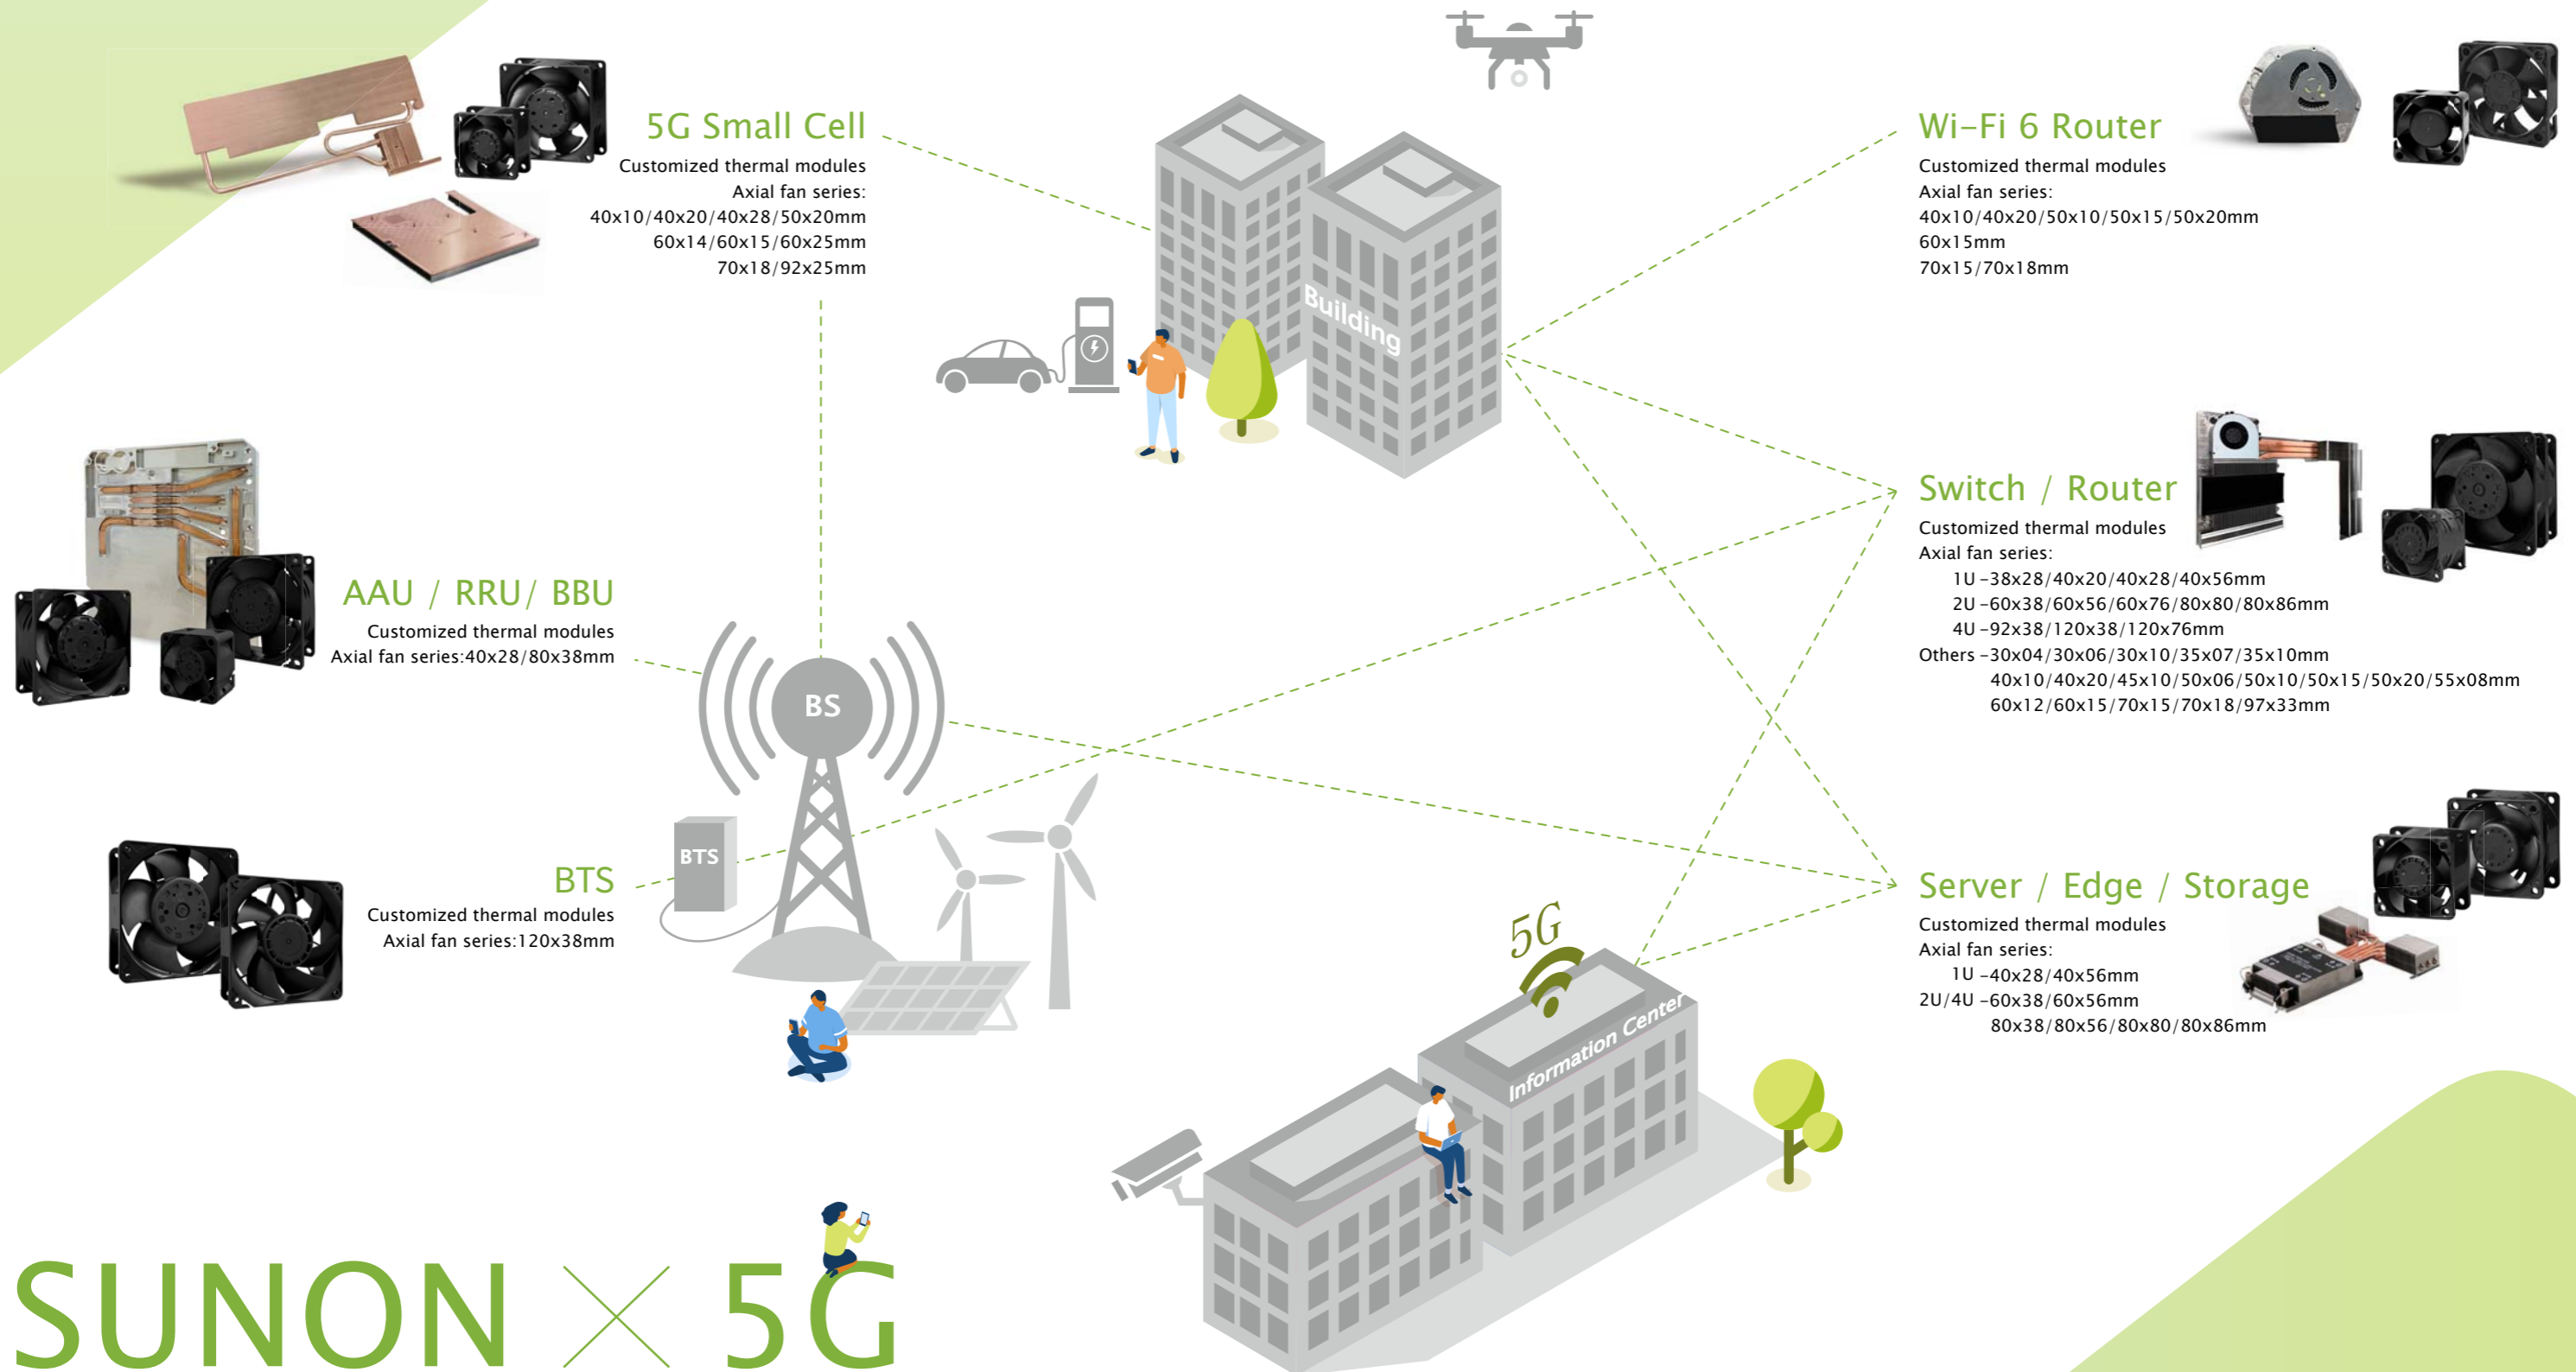 5G Small Cell
Customized thermal modules
Axial fan series:
40x10/40x20/40x28/50x20mm
60x14/60x15/60x25mm
70x18/92x25mm
Building
Wi-Fi 6 Router
Customized thermal modules
Axial fan series:
40x10/40x20/50x10/50x15/50x20mm
60x15mm
70x15/70x18mm
AAU / RRU/ BBU
Customized thermal modules
Axial fan series:40x28/80x38mm
BS
Switch / Router
Customized thermal modules
Axial fan series:
1U -38x28/40x20/40x28/40x56mm
2U -60x38/60x56/60x76/80x80/80x86mm
4U -92x38/120x38/120x76mm
Others -30x04/30x06/30x10/35x07/35x10mm
40x10/40x20/45x10/50x06/50x10/50x15/50x20/55x08mm
60x12/60x15/70x15/70x18/97x33mm
BTS
Customized thermal modules
Axial fan series:120x38mm
BTS
Server / Edge / Storage
Customized thermal modules
Axial fan series:
1U -40x28/40x56mm
2U/4U -60x38/60x56mm
80x38/80x56/80x80/80x86mm
5G
Information Center
SUNON × 5G